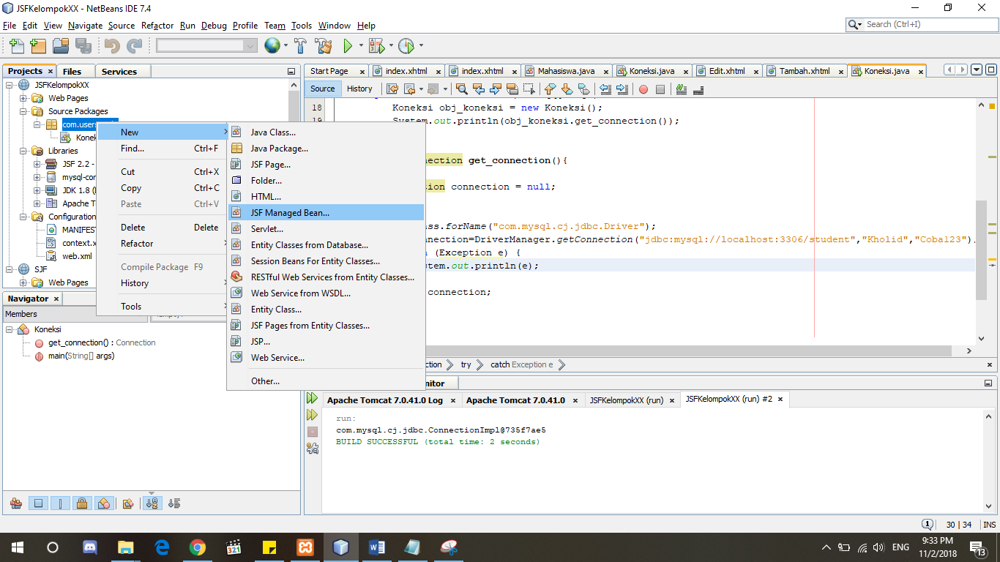 JSFKelompokXX - NetBeans IDE 7.4
File Edit View Navigate Source Refactor Run Debug Profile Team Tools Window Help
Search (Ctrl+I)
Projects Files Services
JSFKelompokXX
Web Pages
Source Packages
com.user
Konek
Libraries
JSF 2.2 -
mysql-con
JDK 1.8 (
Apache T
Configuration
MANIFEST
context.x
web.xml
SJF
Web Pages
New
Find... Ctrl+F
Cut Ctrl+X
Copy Ctrl+C
Paste Ctrl+V
Delete Delete
Refactor
Compile Package F9
History
Tools
Java Class...
Java Package...
JSF Page...
Folder...
HTML...
JSF Managed Bean...
Servlet...
Entity Classes from Database...
Session Beans For Entity Classes...
RESTful Web Services from Entity Classes...
Web Service from WSDL...
Entity Class...
JSF Pages from Entity Classes...
JSP...
Web Service...
Other...
Navigator
Members
Koneksi
get_connection() : Connection
main(String[] args)
Start Page index.xhtml index.xhtml Mahasiswa.java Koneksi.java Edit.xhtml Tambah.xhtml Koneksi.java
Source History
18 Koneksi obj_koneksi = new Koneksi();
19 System.out.println(obj_koneksi.get_connection());
nection get_connection(){
tion connection = null;
ss.forName("com.mysql.cj.jdbc.Driver");
nnection=DriverManager.getConnection("jdbc:mysql://localhost:3306/student","Kholid","Coba123")
(Exception e) {
tem.out.println(e);
connection;
ction try catch Exception e
nitor
Apache Tomcat 7.0.41.0 Log Apache Tomcat 7.0.41.0 JSFKelompokXX (run) JSFKelompokXX (run) #2
run:
com.mysql.cj.jdbc.ConnectionImpl@735f7ae5
BUILD SUCCESSFUL (total time: 2 seconds)
1 30 | 34 INS
321
ENG
9:33 PM
11/2/2018
13